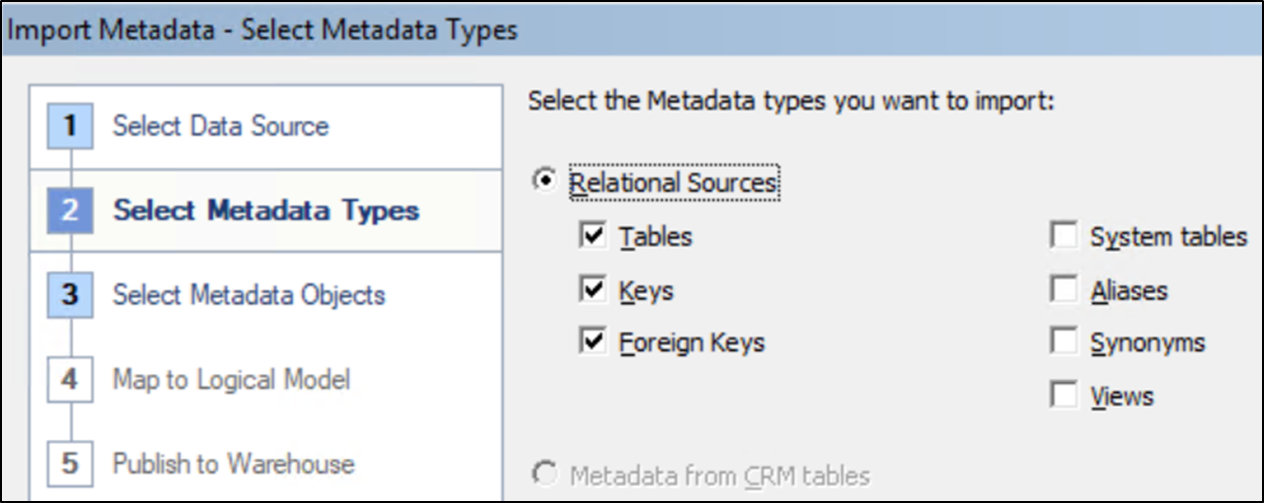 Import Metadata - Select Metadata Types
1 Select Data Source
2 Select Metadata Types
3 Select Metadata Objects
4 Map to Logical Model
5 Publish to Warehouse
Select the Metadata types you want to import:
Relational Sources
Tables
Keys
Foreign Keys
System tables
Aliases
Synonyms
Views
Metadata from CRM tables